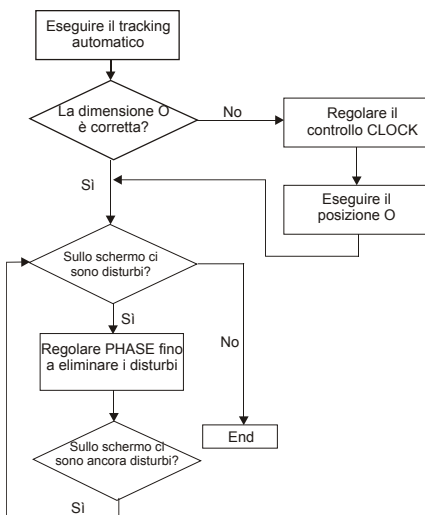 Eseguire il tracking
automatico
La dimensione O
è corretta?
No
Regolare il
controllo CLOCK
Sì
Eseguire il
posizione O
Sullo schermo ci
sono disturbi?
Sì
No
Regolare PHASE fino
a eliminare i disturbi
End
Sullo schermo ci
sono ancora disturbi?
Sì